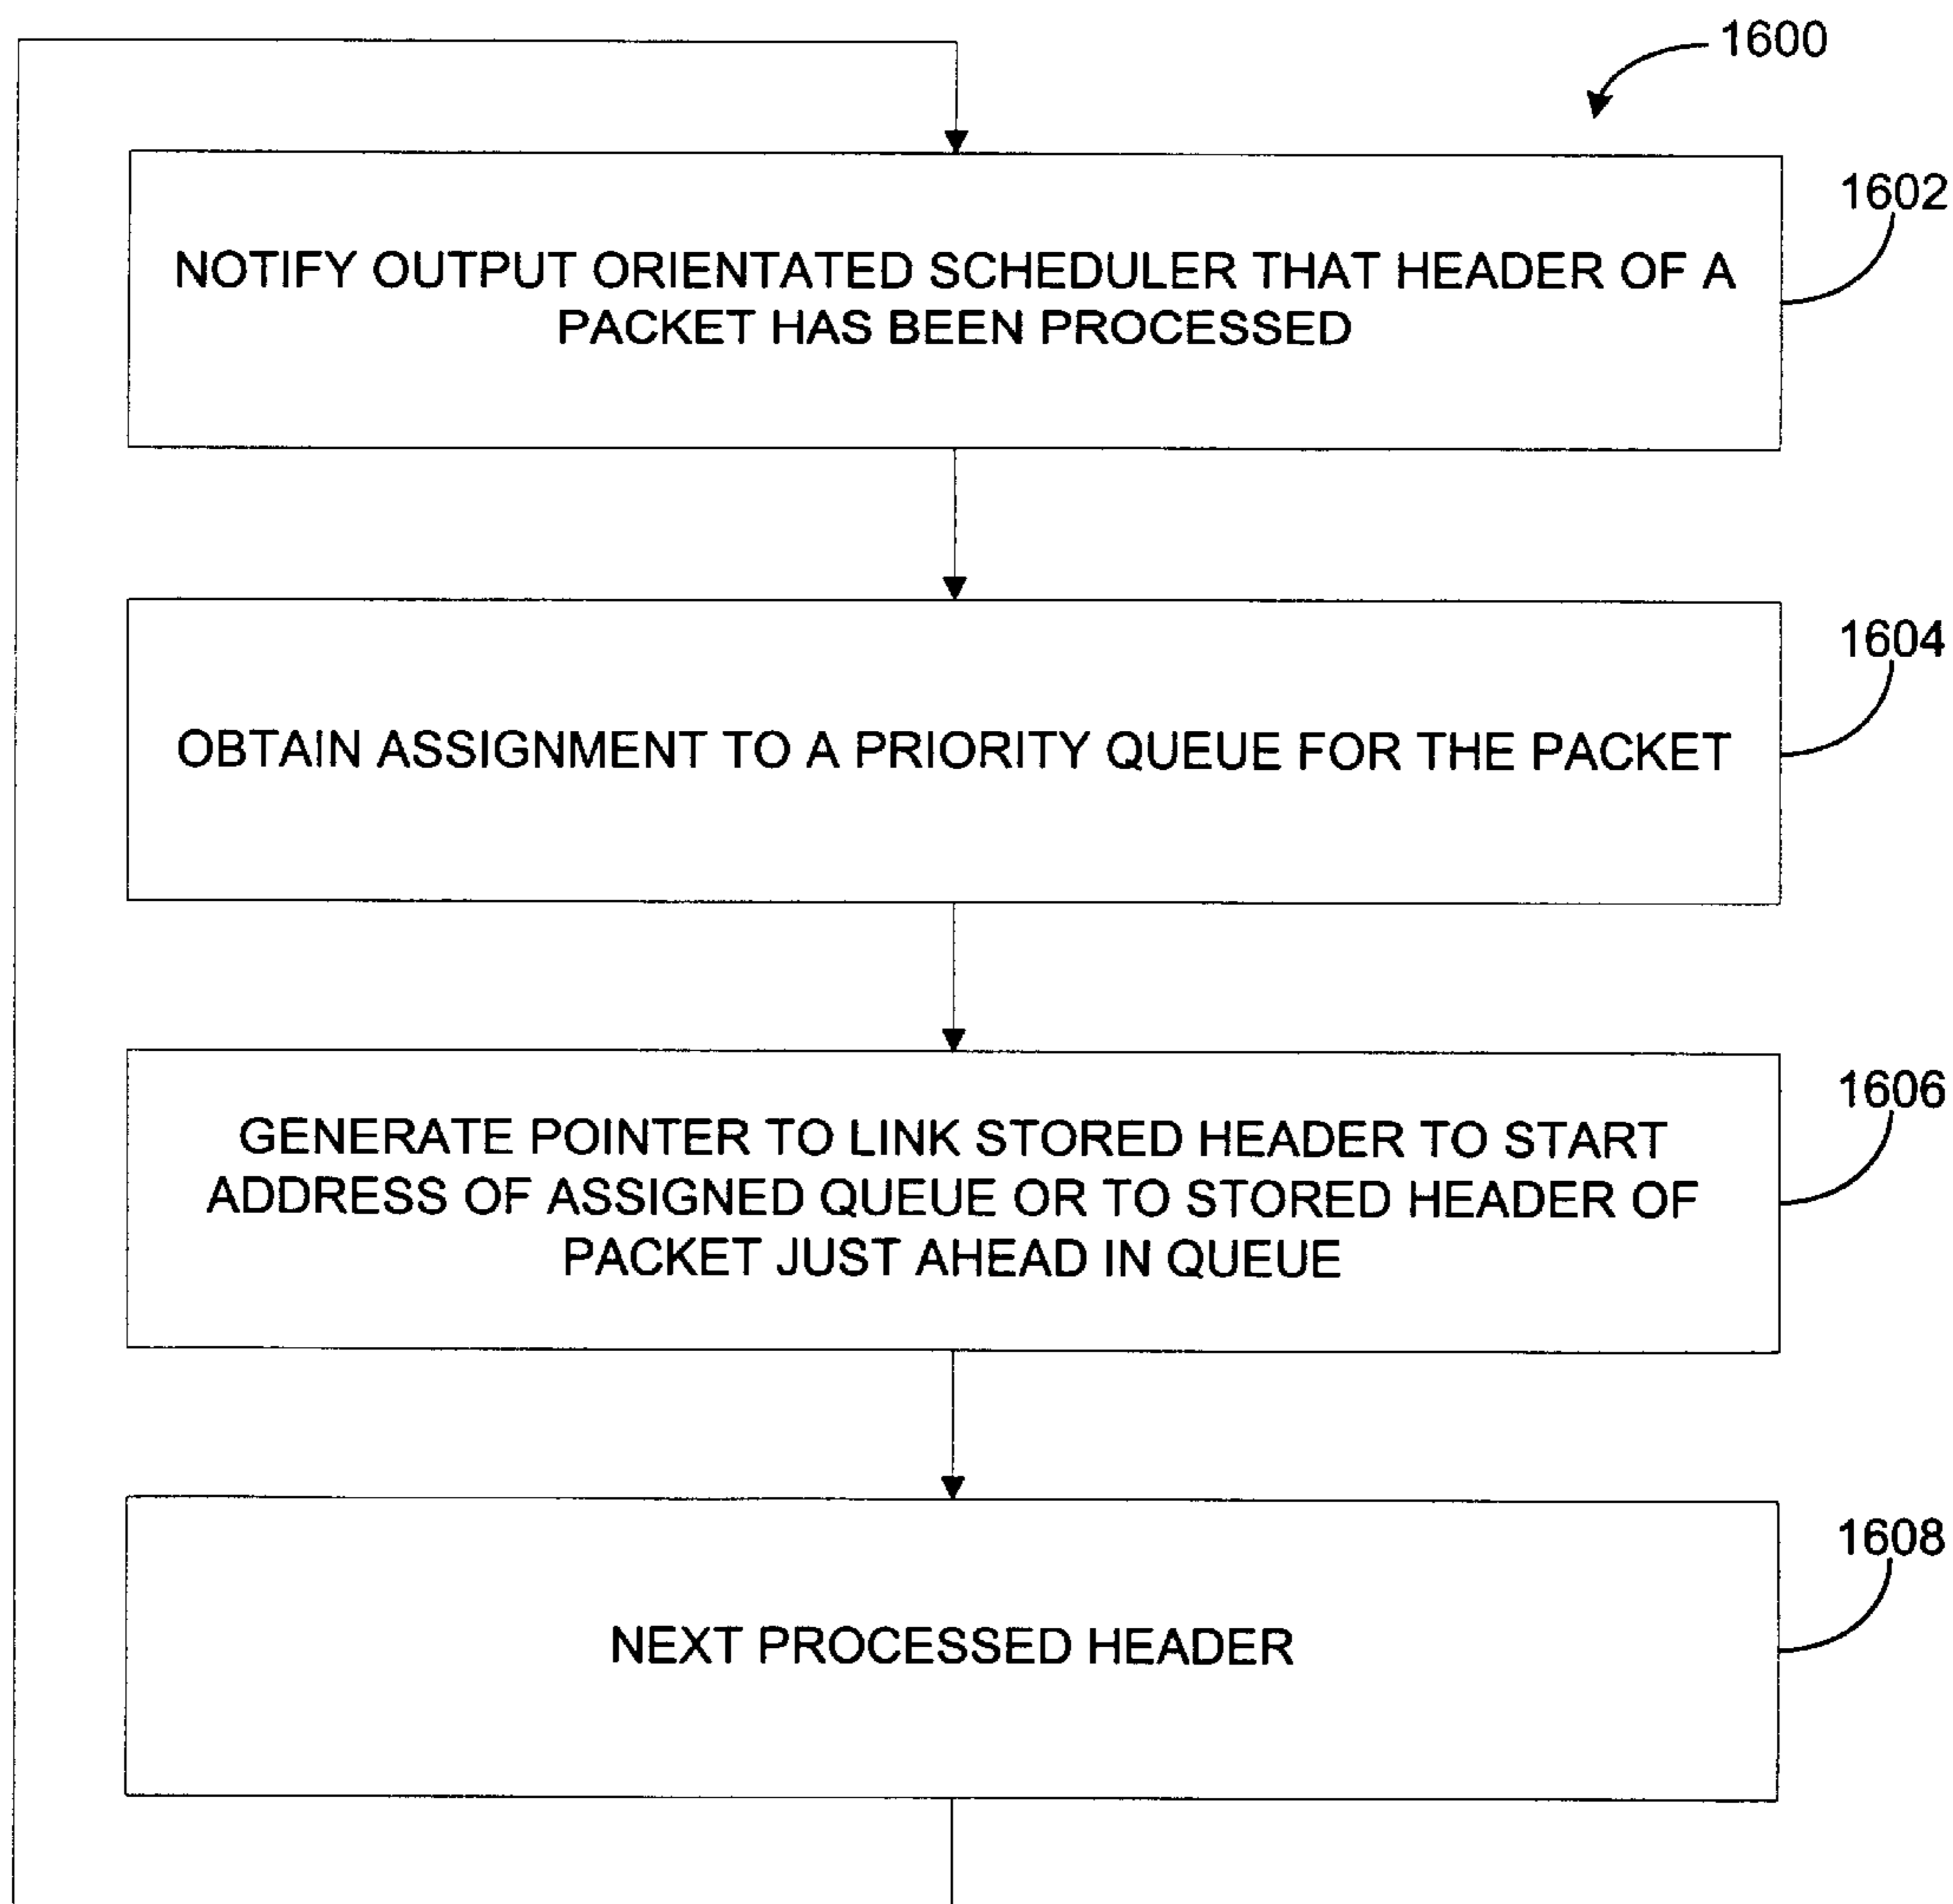 1600
1602
NOTIFY OUTPUT ORIENTATED SCHEDULER THAT HEADER OF A
PACKET HAS BEEN PROCESSED
1604
OBTAIN ASSIGNMENT TO A PRIORITY QUEUE FOR THE PACKET
1606
GENERATE POINTER TO LINK STORED HEADER TO START
ADDRESS OF ASSIGNED QUEUE OR TO STORED HEADER OF
PACKET JUST AHEAD IN QUEUE
1608
NEXT PROCESSED HEADER